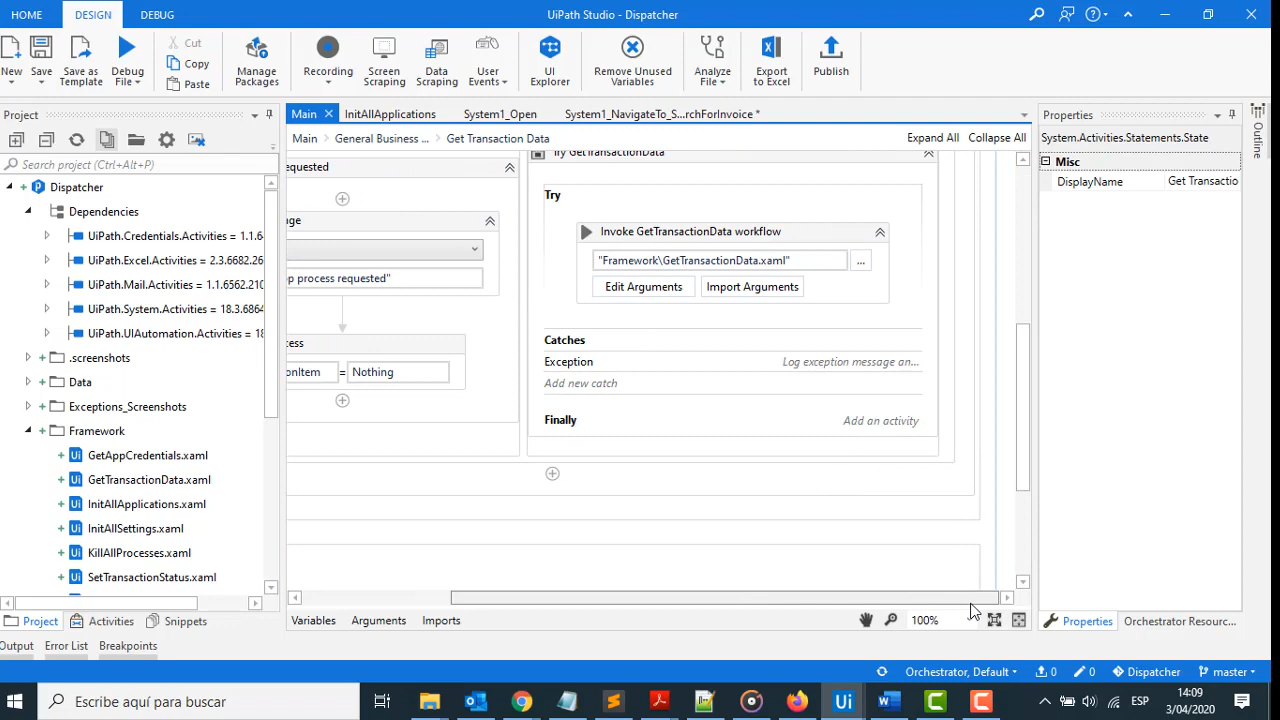 HOME
DESIGN
DEBUG
UiPath Studio - Dispatcher
New
Save
Save as Template
Debug File
Cut
Copy
Paste
Manage Packages
Recording
Screen Scraping
Data Scraping
User Events
UI Explorer
Remove Unused Variables
Analyze File
Export to Excel
Publish
Project
Main
InitAllApplications
System1_Open
System1_NavigateTo_S...rchForInvoice *
Properties
Outline
Main
General Business ...
Get Transaction Data
Expand All
Collapse All
System.Activities.Statements.State
Misc
DisplayName
Get Transactio
Search project (Ctrl+Alt+P)
Dispatcher
Dependencies
UiPath.Credentials.Activities = 1.1.6
UiPath.Excel.Activities = 2.3.6682.26
UiPath.Mail.Activities = 1.1.6562.210
UiPath.System.Activities = 18.3.6864
UiPath.UIAutomation.Activities = 18
.screenshots
Data
Exceptions_Screenshots
Framework
GetAppCredentials.xaml
GetTransactionData.xaml
InitAllApplications.xaml
InitAllSettings.xaml
KillAllProcesses.xaml
SetTransactionStatus.xaml
equested
age
op process requested"
cess
onItem
=
Nothing
Try GetTransactionData
Try
Invoke GetTransactionData workflow
"Framework\GetTransactionData.xaml"
...
Edit Arguments
Import Arguments
Catches
Exception
Log exception message an...
Add new catch
Finally
Add an activity
Project
Activities
Snippets
Variables
Arguments
Imports
100%
Properties
Orchestrator Resourc...
Output
Error List
Breakpoints
Orchestrator, Default
0
0
Dispatcher
master
Escribe aquí para buscar
Ui
ESP
14:09
3/04/2020